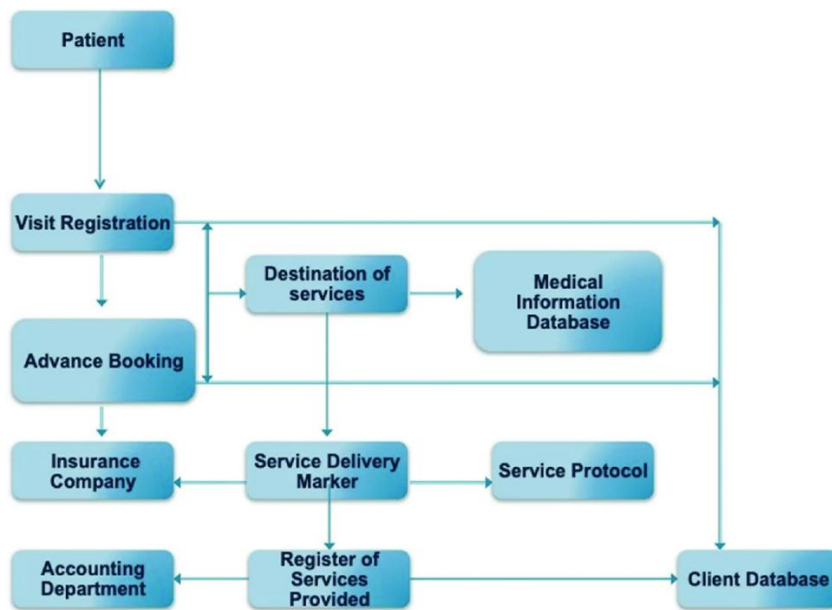 Patient
Visit Registration
Destination of
services
Medical
Information
Database
Advance Booking
Insurance
Company
Service Delivery
Marker
Service Protocol
Accounting
Department
Register of
Services
Provided
Client Database